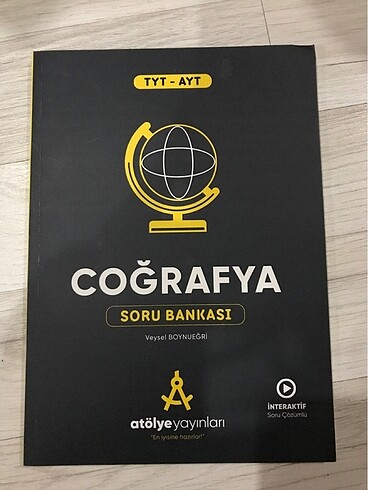 TYT - AYT
COĞRAFYA
SORU BANKASI
Veysel BOYNUEĞRİ
atölyeyayınları
"En iyisine hazırlar!"
İNTERAKTİF
Soru Çözümlü